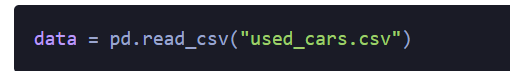 data = pd.read_csv("used_cars.csv")